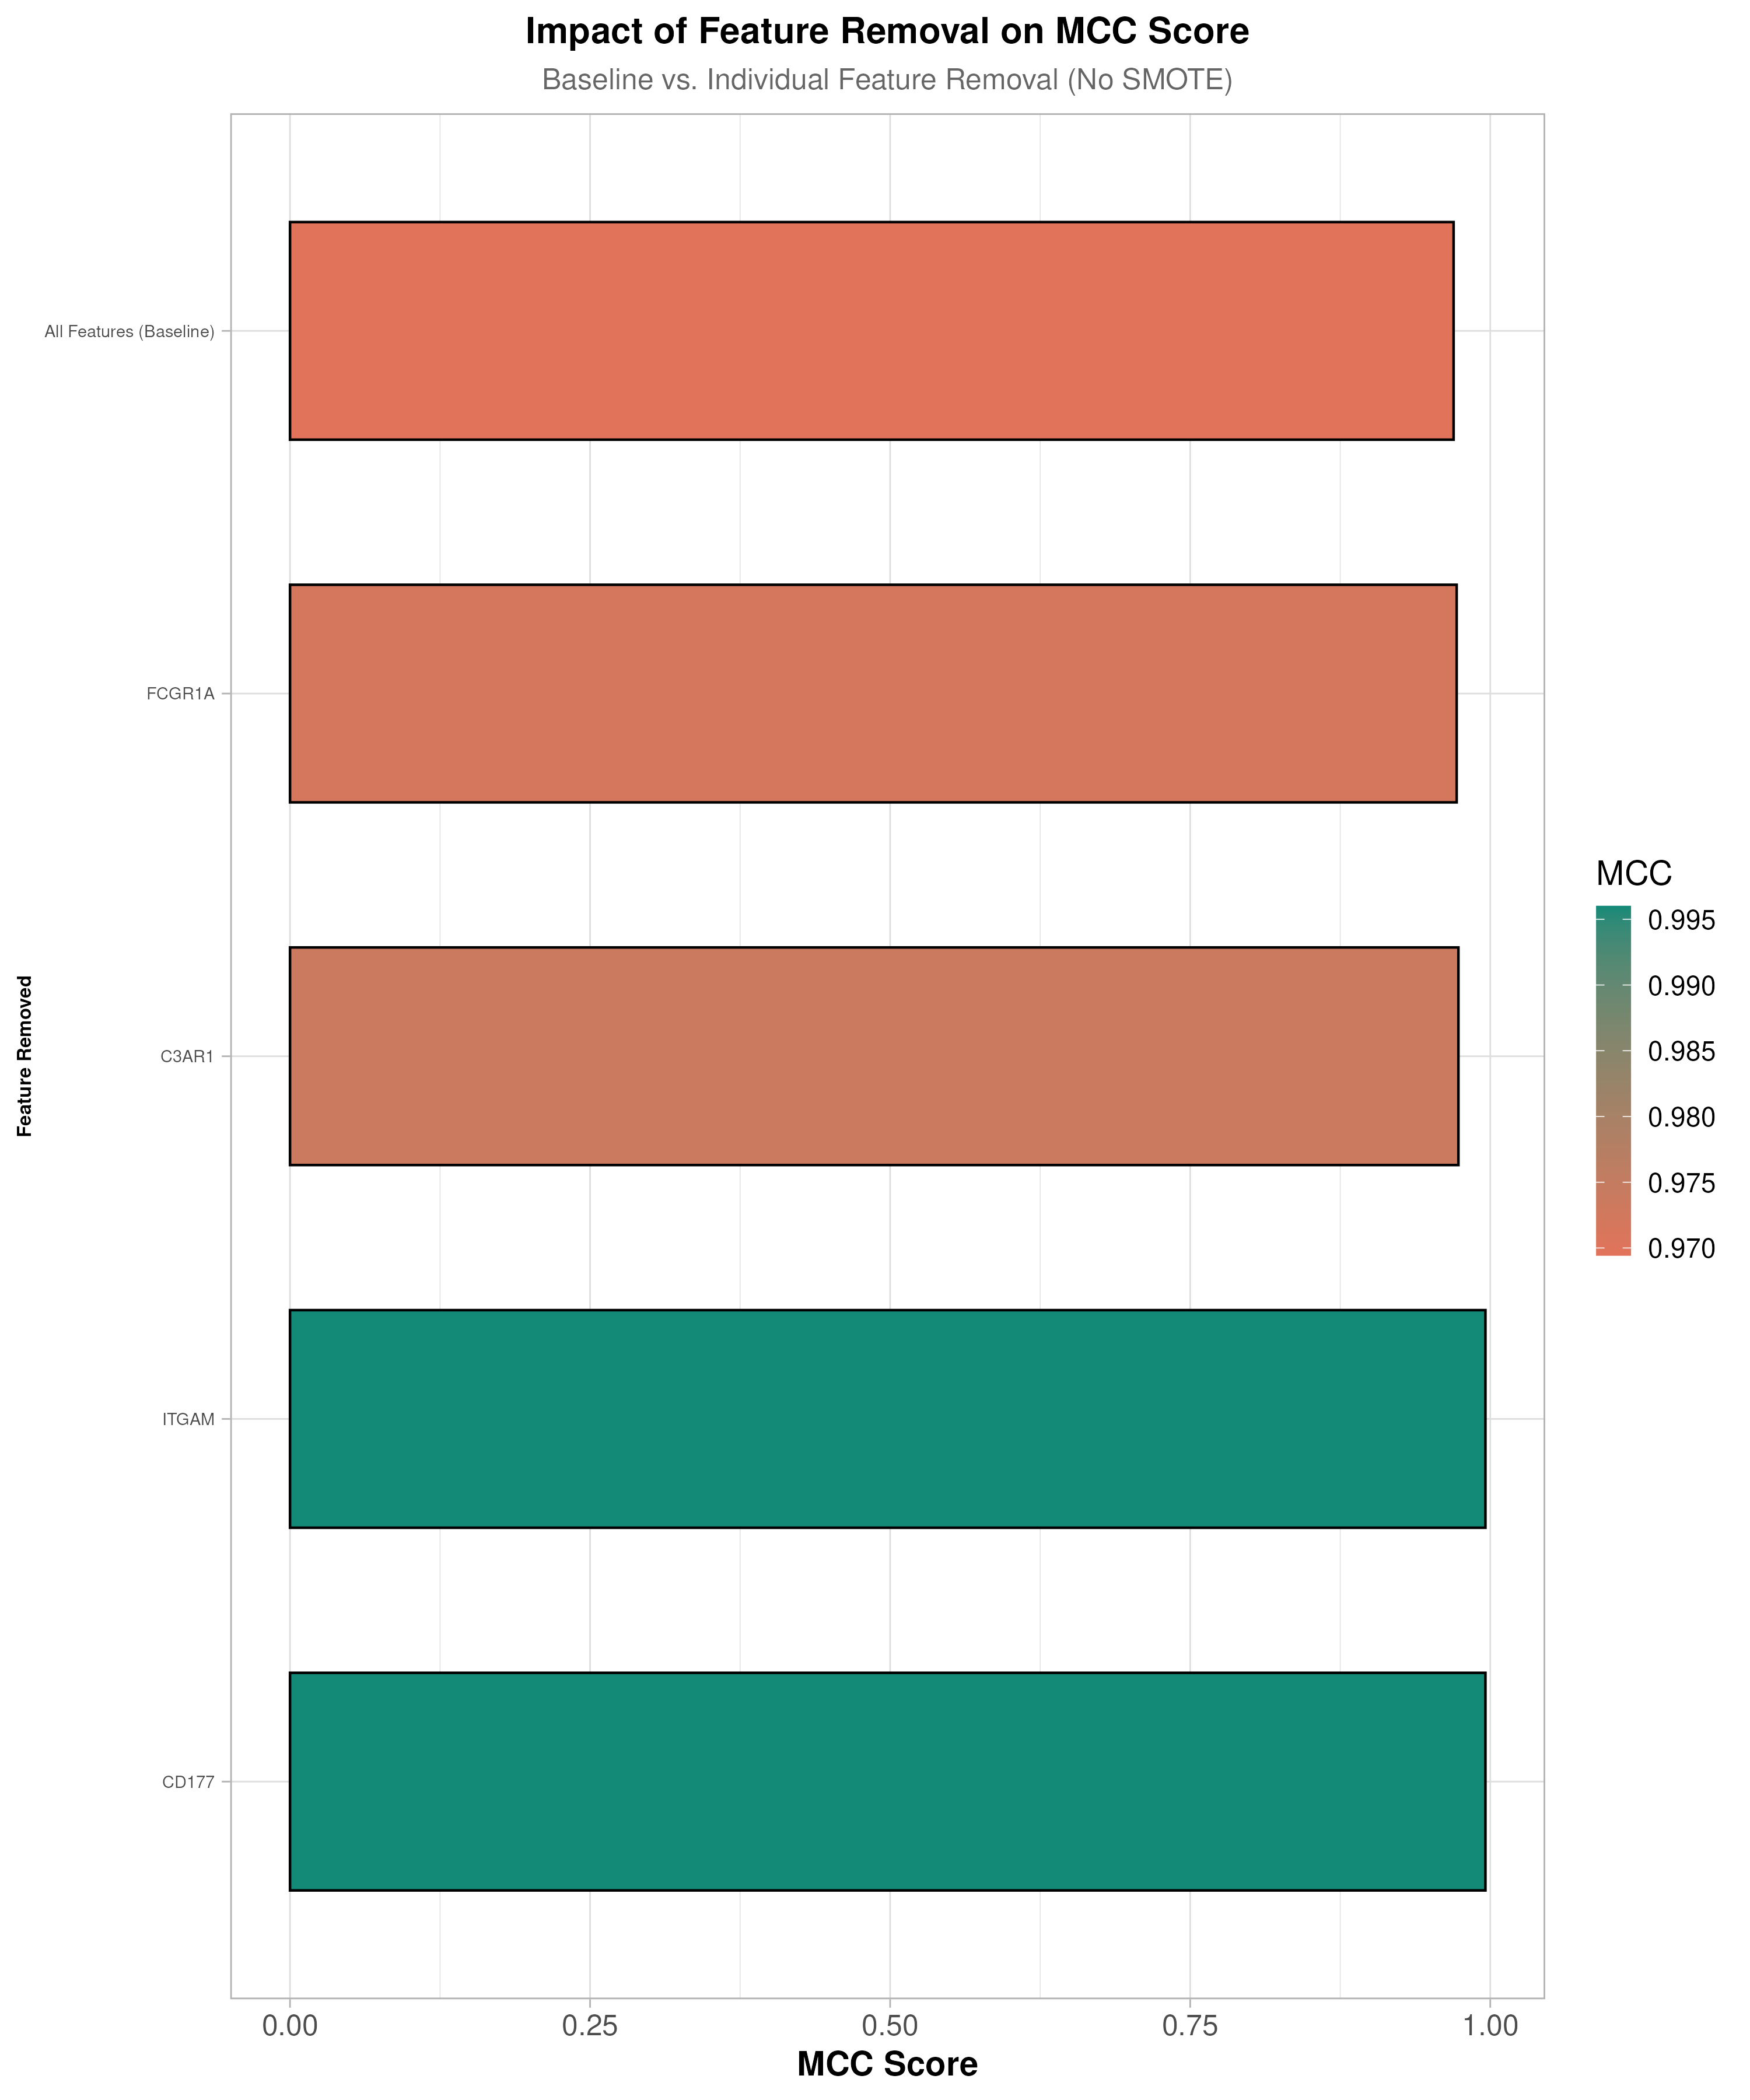 Impact of Feature Removal on MCC Score
Baseline vs. Individual Feature Removal (No SMOTE)
Feature Removed
All Features (Baseline)
FCGR1A
C3AR1
ITGAM
CD177
0.00
0.25
0.50
0.75
1.00
MCC Score
MCC
0.995
0.990
0.985
0.980
0.975
0.970